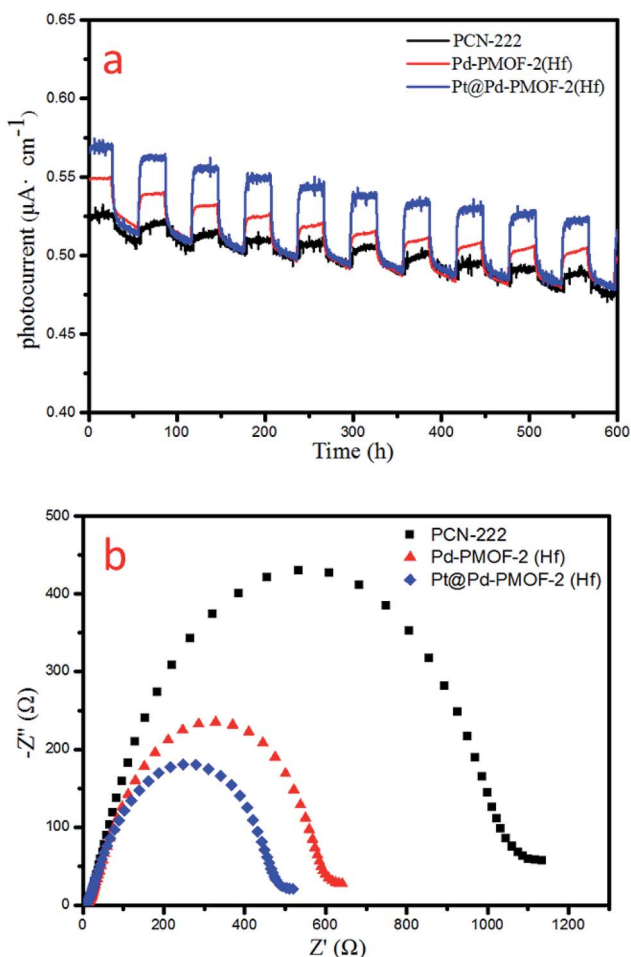 a
PCN-222
Pd-PMOF-2(Hf)
Pt@Pd-PMOF-2(Hf)
photocurrent (μA· cm⁻¹)
0.65
0.60
0.55
0.50
0.45
0.40
0 100 200 300 400 500 600
Time (h)
b
PCN-222
Pd-PMOF-2 (Hf)
Pt@Pd-PMOF-2 (Hf)
-Z" (Ω)
500
400
300
200
100
0
0 200 400 600 800 1000 1200
Z' (Ω)